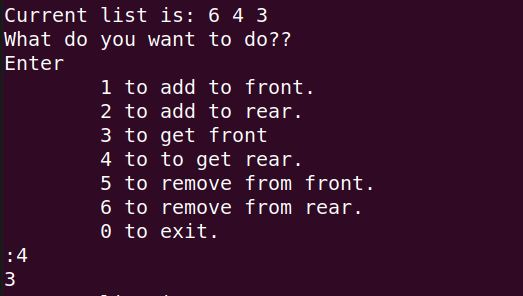 Current list is: 6 4 3
What do you want to do??
Enter
1 to add to front.
2 to add to rear.
3 to get front
4 to to get rear.
5 to remove from front.
6 to remove from rear.
0 to exit.
:4
3